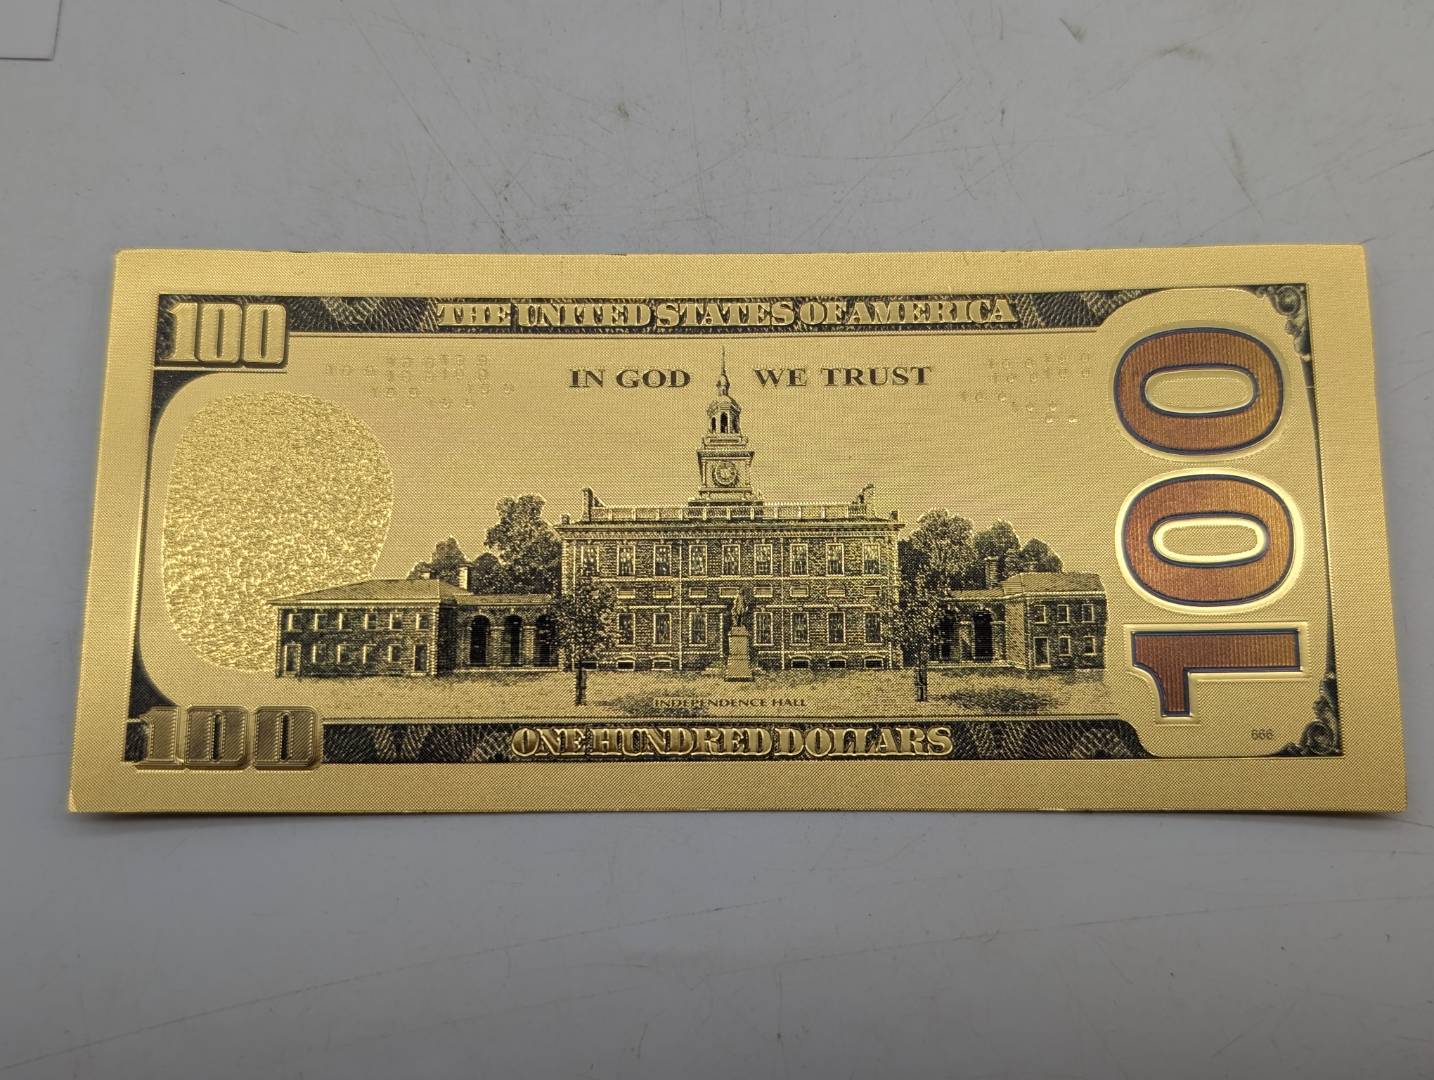 100
THE UNITED STATES OF AMERICA
IN GOD WE TRUST
100
INDEPENDENCE HALL
100
ONE HUNDRED DOLLARS
666